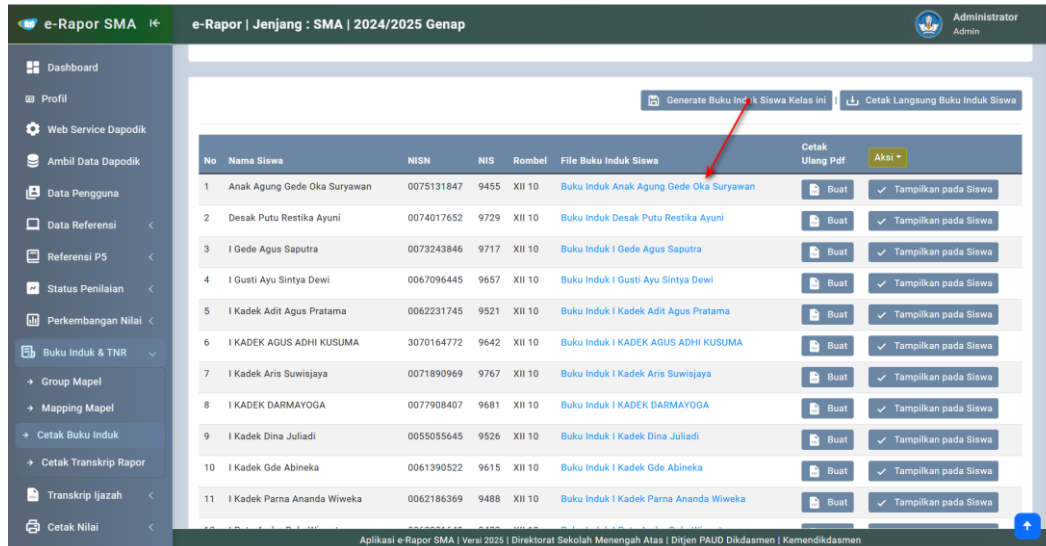 e-Rapor SMA
e-Rapor | Jenjang : SMA | 2024/2025 Genap
Administrator
Admin
Dashboard
Profil
Web Service Dapodik
Ambil Data Dapodik
Data Pengguna
Data Referensi
Referensi P5
Status Penilaian
Perkembangan Nilai
Buku Induk & TNR
Group Mapel
Mapping Mapel
Cetak Buku Induk
Cetak Transkrip Rapor
Transkrip Ijazah
Cetak Nilai
Generate Buku Induk Siswa Kelas ini | Cetak Langsung Buku Induk Siswa
No Nama Siswa NISN NIS Rombel File Buku Induk Siswa Cetak Ulang Pdf Aksi
1 Anak Agung Gede Oka Suryawan 0075131847 9455 XII 10 Buku Induk Anak Agung Gede Oka Suryawan Buat Tampilkan pada Siswa
2 Desak Putu Restika Ayuni 0074017652 9729 XII 10 Buku Induk Desak Putu Restika Ayuni Buat Tampilkan pada Siswa
3 I Gede Agus Saputra 0073243846 9717 XII 10 Buku Induk I Gede Agus Saputra Buat Tampilkan pada Siswa
4 I Gusti Ayu Sintya Dewi 0067096445 9657 XII 10 Buku Induk I Gusti Ayu Sintya Dewi Buat Tampilkan pada Siswa
5 I Kadek Adit Agus Pratama 0062231745 9521 XII 10 Buku Induk I Kadek Adit Agus Pratama Buat Tampilkan pada Siswa
6 I KADEK AGUS ADHI KUSUMA 3070164772 9642 XII 10 Buku Induk I KADEK AGUS ADHI KUSUMA Buat Tampilkan pada Siswa
7 I Kadek Aris Suwisjaya 0071890969 9767 XII 10 Buku Induk I Kadek Aris Suwisjaya Buat Tampilkan pada Siswa
8 I KADEK DARMAYOGA 0077908407 9681 XII 10 Buku Induk I KADEK DARMAYOGA Buat Tampilkan pada Siswa
9 I Kadek Dina Juliadi 0055055645 9526 XII 10 Buku Induk I Kadek Dina Juliadi Buat Tampilkan pada Siswa
10 I Kadek Gde Abineka 0061390522 9615 XII 10 Buku Induk I Kadek Gde Abineka Buat Tampilkan pada Siswa
11 I Kadek Parna Ananda Wiweka 0062186369 9488 XII 10 Buku Induk I Kadek Parna Ananda Wiweka Buat Tampilkan pada Siswa
Aplikasi e-Rapor SMA | Versi 2025 | Direktorat Sekolah Menengah Atas | Ditjen PAUD Dikdasmen | Kemendikdasmen